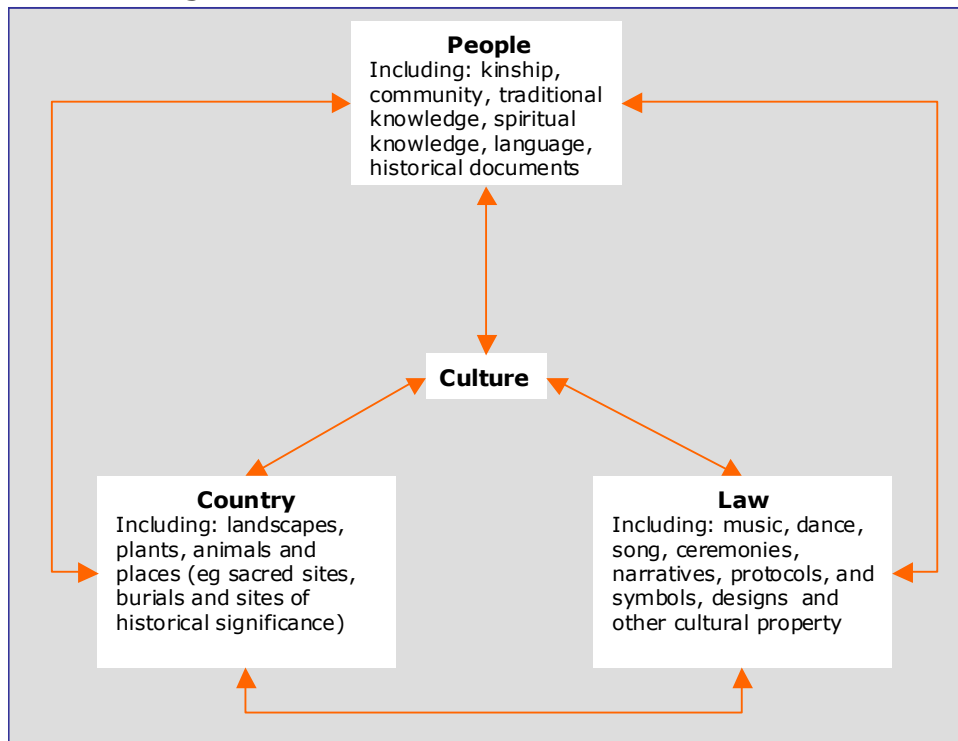 People
Including: kinship,
community, traditional
knowledge, spiritual
knowledge, language,
historical documents
Culture
Country
Including: landscapes,
plants, animals and
places (eg sacred sites,
burials and sites of
historical significance)
Law
Including: music, dance,
song, ceremonies,
narratives, protocols, and
symbols, designs and
other cultural property